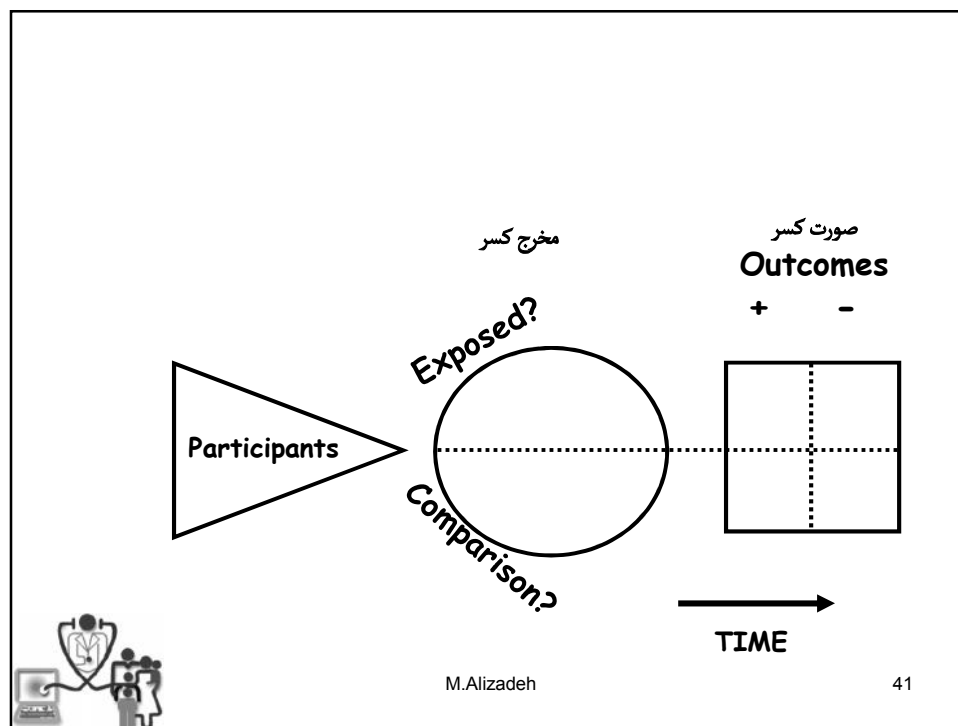 مخرج کسر
صورت کسر
Outcomes
+ -
Exposed?
Participants
Comparison?
TIME
M.Alizadeh
41